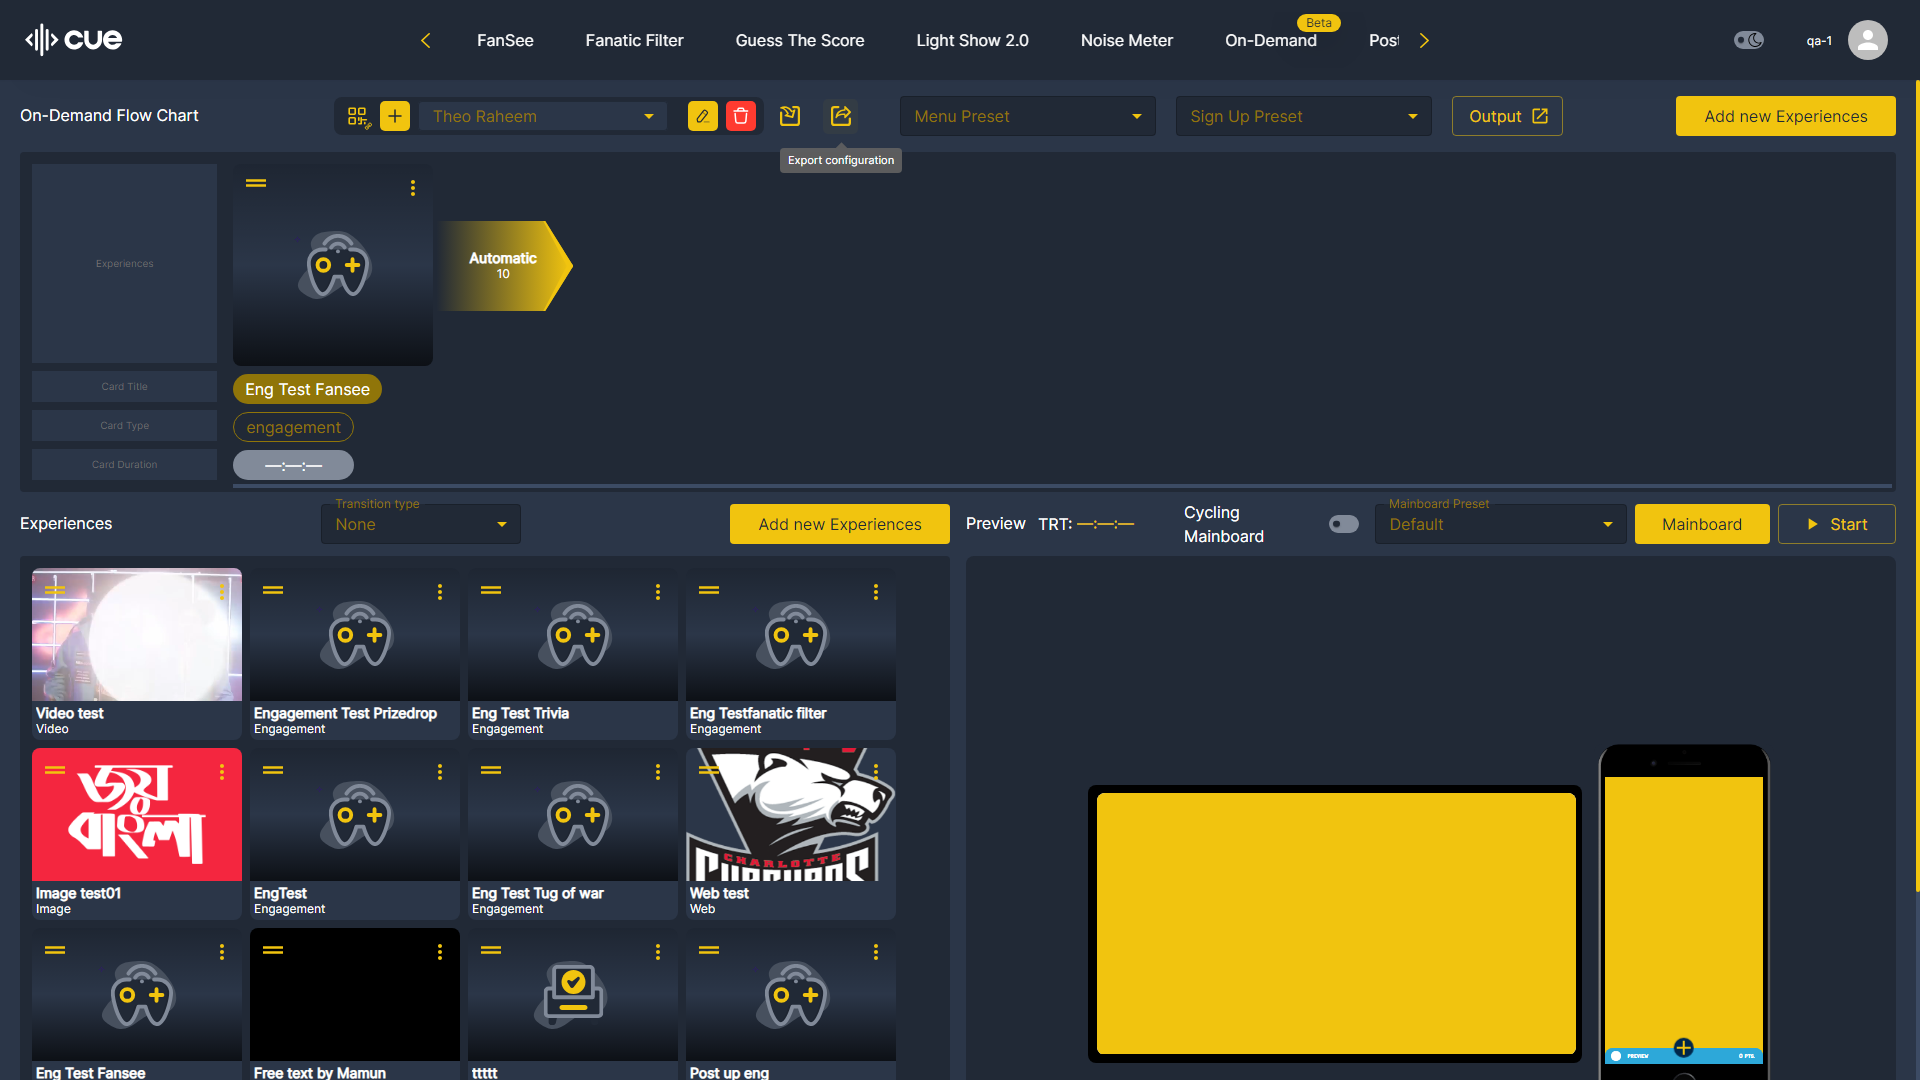 cue
FanSee
Fanatic Filter
Guess The Score
Light Show 2.0
Noise Meter
Beta
On-Demand
Post
qa-1
On-Demand Flow Chart
Theo Raheem
Menu Preset
Sign Up Preset
Output
Add new Experiences
Export configuration
Experiences
Automatic
10
Card Title
Eng Test Fansee
Card Type
engagement
Card Duration
—:—:—
Experiences
Transition type
None
Add new Experiences
Preview
TRT: —:—:—
Cycling
Mainboard
Mainboard Preset
Default
Mainboard
Start
Video test
Video
Engagement Test Prizedrop
Engagement
Eng Test Trivia
Engagement
Eng Testfanatic filter
Engagement
জয়
বাংলা
CHARLOTTE
Image test01
Image
EngTest
Engagement
Eng Test Tug of war
Engagement
Web test
Web
Eng Test Fansee
Free text by Mamun
ttttt
Post up eng
PREVIEW
0 PTS.